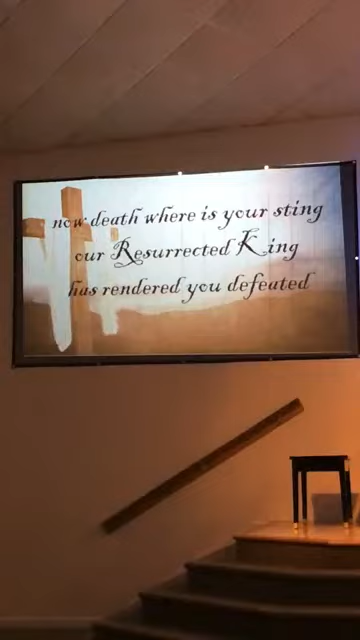 now death where is your sting
our Resurrected King
has rendered you defeated